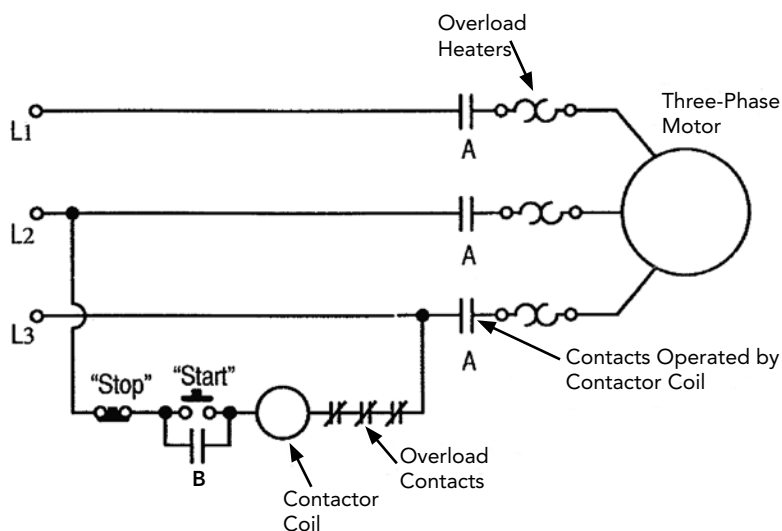 Overload
Heaters
Three-Phase
Motor
L1
A
L2
A
L3
A
Contacts Operated by
Contactor Coil
"Stop"
"Start"
B
Overload
Contacts
Contactor
Coil